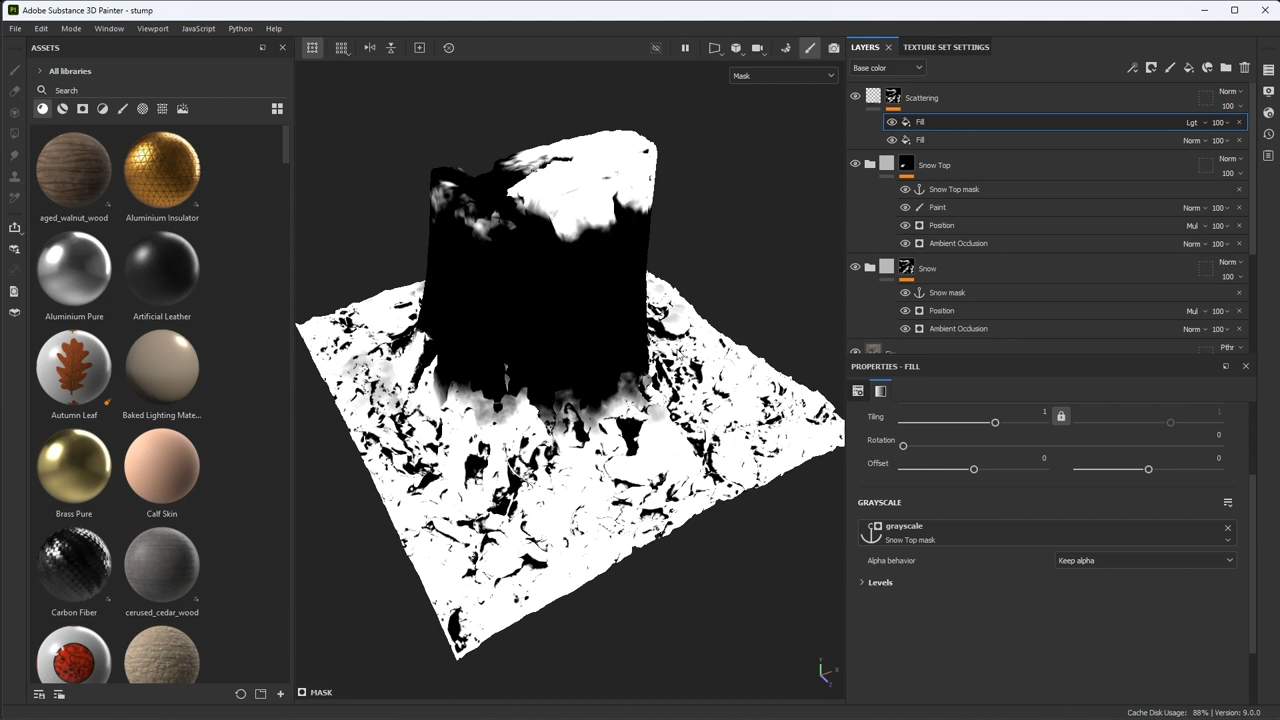 Pt Adobe Substance 3D Painter - stump
File Edit Mode Window Viewport JavaScript Python Help
ASSETS
All libraries
Search
aged_walnut_wood
Aluminium Insulator
Aluminium Pure
Artificial Leather
Autumn Leaf
Baked Lighting Mate...
Brass Pure
Calf Skin
Carbon Fiber
cerused_cedar_wood
Mask
Y
X
Z
MASK
LAYERS
TEXTURE SET SETTINGS
Base color
Scattering Norm
100
Fill Lgt 100
Fill Norm 100
Snow Top Norm
100
Snow Top mask
Paint Norm 100
Position Mul 100
Ambient Occlusion Norm 100
Snow Norm
100
Snow mask
Position Mul 100
Ambient Occlusion Norm 100
Pthr
PROPERTIES - FILL
Tiling 1 1
Rotation 0
Offset 0 0
GRAYSCALE
grayscale
Snow Top mask
Alpha behavior Keep alpha
Levels
Cache Disk Usage: 88% | Version: 9.0.0